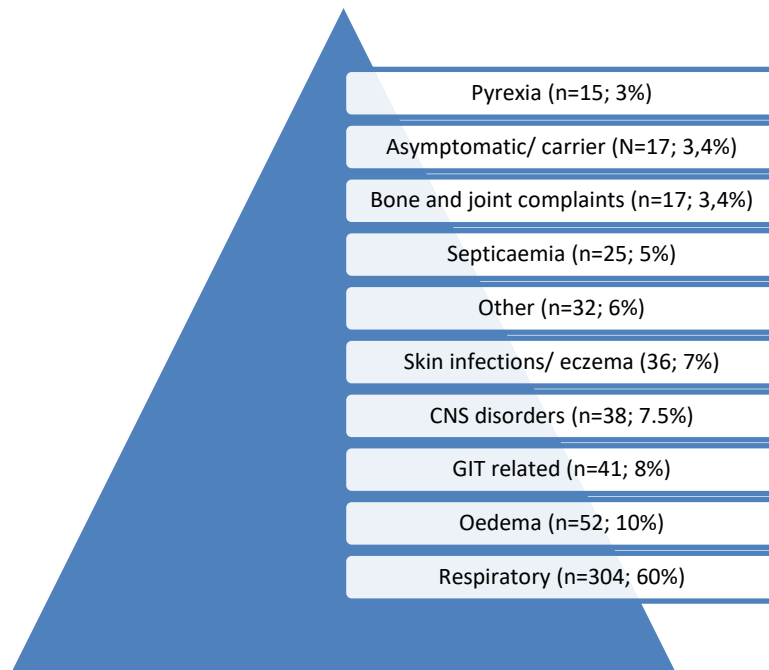 Pyrexia (n=15; 3%)
Asymptomatic/ carrier (N=17; 3,4%)
Bone and joint complaints (n=17; 3,4%)
Septicaemia (n=25; 5%)
Other (n=32; 6%)
Skin infections/ eczema (36; 7%)
CNS disorders (n=38; 7.5%)
GIT related (n=41; 8%)
Oedema (n=52; 10%)
Respiratory (n=304; 60%)